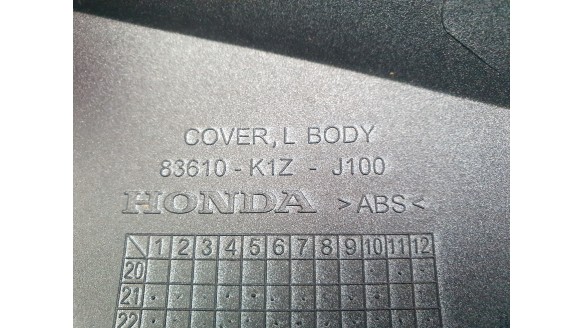 COVER, L BODY
83610 - K1Z - J100
HONDA >ABS<
1 2 3 4 5 6 7 8 9 10 11 12
20
21
22